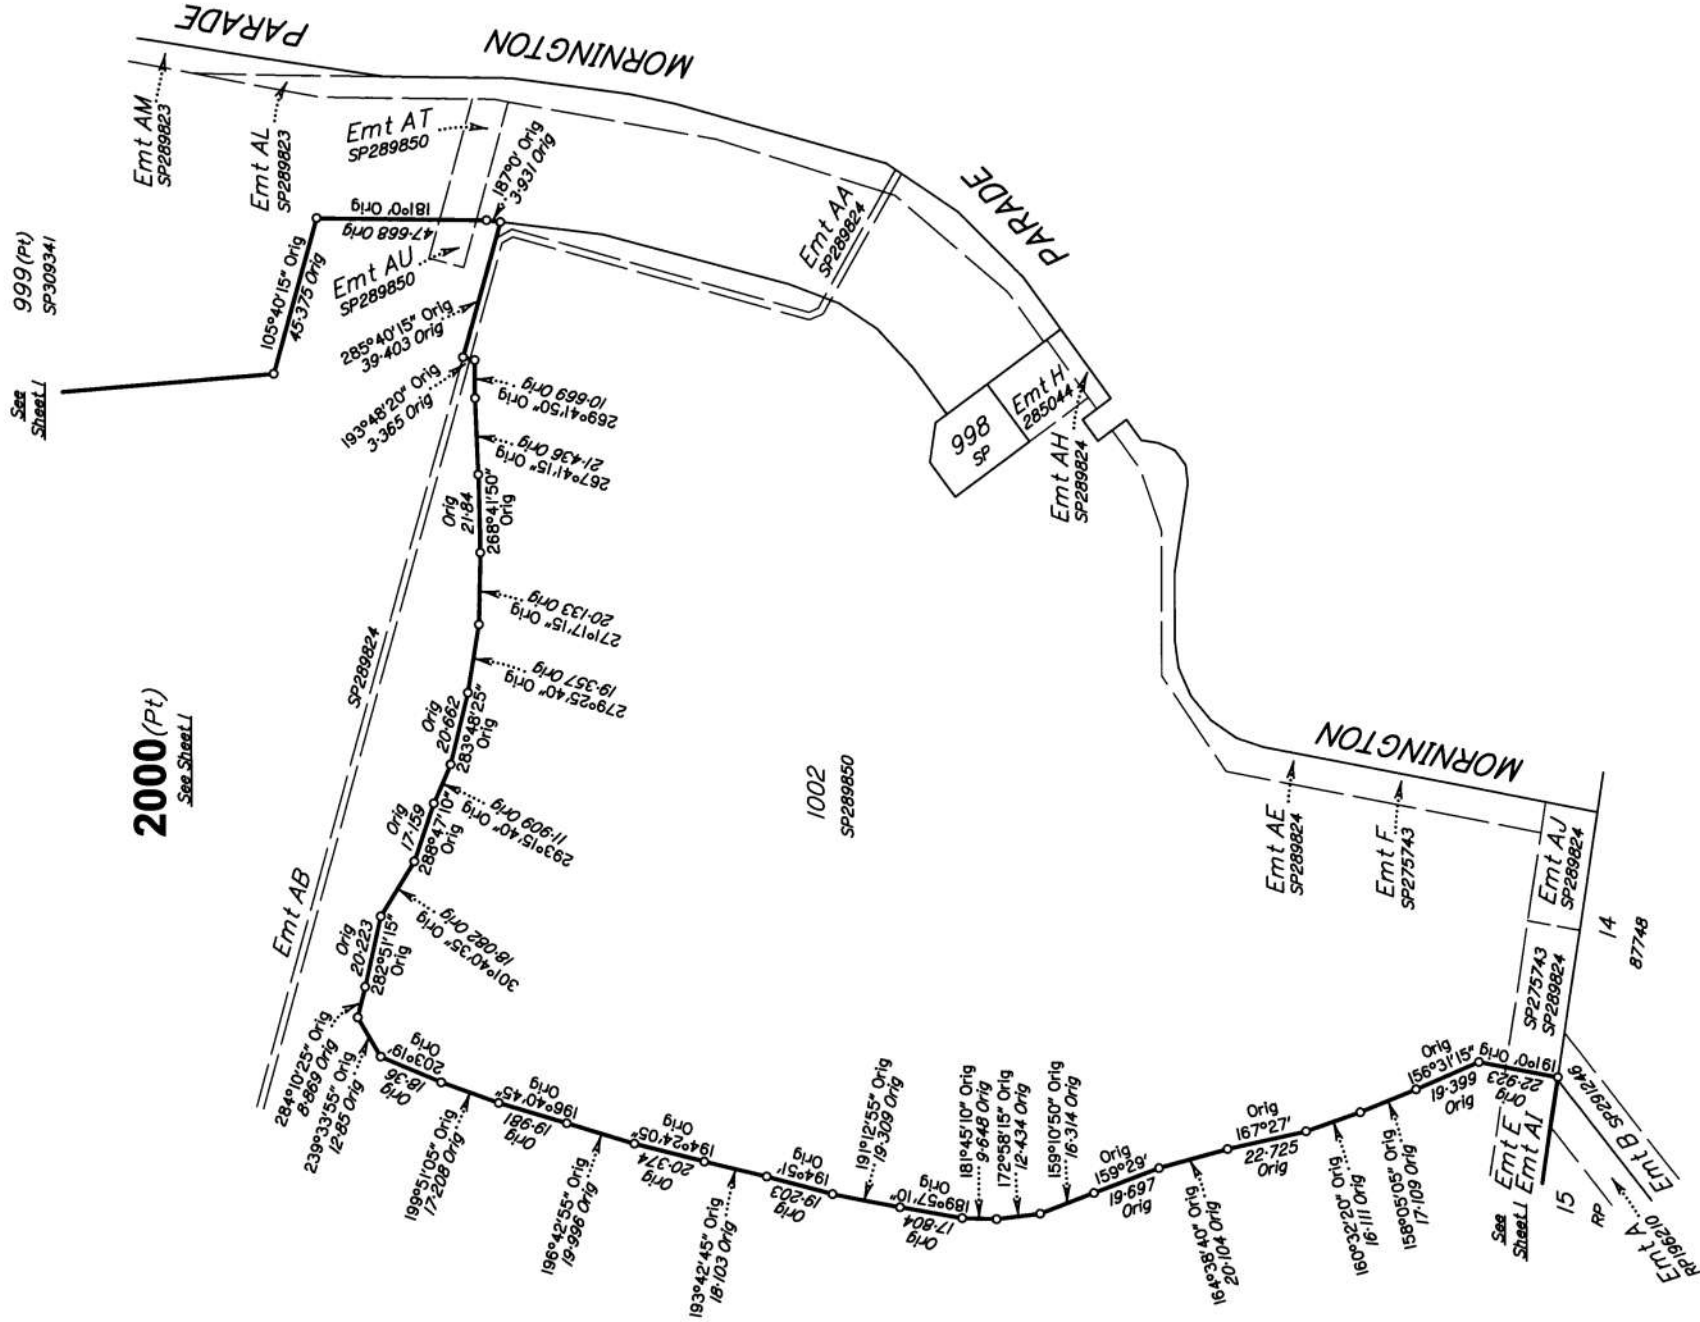 PARADE
MORNINGTON
Emt AM
SP289823
Emt AL
SP289823
Emt AT
SP289850
999 (Pt)
SP309341
See
Sheet 1
105°40'15" Orig
45·375 Orig
181°0' Orig
47·668 Orig
187°0' Orig
3·931 Orig
Emt AU
SP289850
285°40'15" Orig
39·403 Orig
193°48'20" Orig
3·365 Orig
269°41'50" Orig
10·669 Orig
267°41'15" Orig
21·436 Orig
Orig
21·84
268°41'50"
Orig
271°17'15" Orig
20·133 Orig
279°25'40" Orig
19·357 Orig
Orig
20·662
283°48'25"
Orig
293°15'40" Orig
11·909 Orig
Orig
17·159
288°47'10"
Orig
301°40'35" Orig
18·082 Orig
Orig
20·223
282°51'15"
Orig
284°10'25" Orig
8·869 Orig
239°33'55" Orig
12·85 Orig
2000 (Pt)
See Sheet 1
SP289824
Emt AB
Emt AA
SP289824
PARADE
998
SP
Emt H
285044
Emt AH
SP289824
1002
SP289850
203°19'
Orig
18·36
Orig
199°51'05" Orig
17·208 Orig
196°40'45"
Orig
19·981
Orig
196°42'55" Orig
19·996 Orig
194°24'05"
Orig
20·374
Orig
193°42'45" Orig
18·103 Orig
194°51'
Orig
19·203
Orig
191°12'55" Orig
19·309 Orig
189°57'10"
Orig
17·804
Orig
181°45'10" Orig
9·648 Orig
172°58'15" Orig
12·434 Orig
159°10'50" Orig
16·314 Orig
Orig
159°29'
19·697
Orig
164°38'40" Orig
20·104 Orig
Orig
167°27'
22·725
Orig
160°32'20" Orig
16·111 Orig
158°05'05" Orig
17·109 Orig
Orig
156°31'15"
19·399
Orig
191°0' Orig
22·923
Orig
MORNINGTON
Emt AE
SP289824
Emt F
SP275743
Emt AJ
SP289824
SP275743
SP289824
14
87748
See
Sheet 1
Emt E
Emt AI
15
RP
Emt B SP291246
Emt A
RP196210